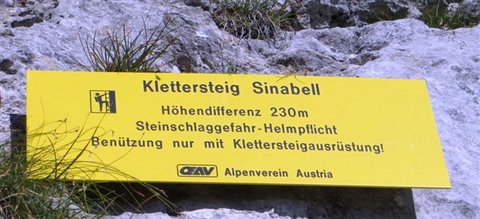 Klettersteig Sinabell
Höhendifferenz 230m
Steinschlaggefahr-Helmpflicht
Benützung nur mit Klettersteigausrüstung!
OEAV Alpenverein Austria